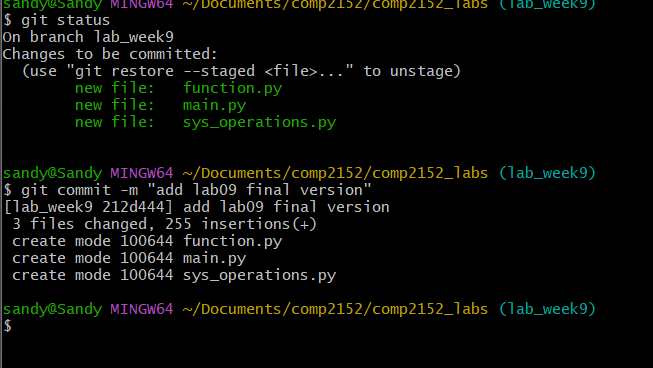 sandy@Sandy MINGW64 ~/Documents/comp2152/comp2152_labs (lab_week9)
$ git status
On branch lab_week9
Changes to be committed:
  (use "git restore --staged <file>..." to unstage)
        new file:   function.py
        new file:   main.py
        new file:   sys_operations.py
sandy@Sandy MINGW64 ~/Documents/comp2152/comp2152_labs (lab_week9)
$ git commit -m "add lab09 final version"
[lab_week9 212d444] add lab09 final version
 3 files changed, 255 insertions(+)
 create mode 100644 function.py
 create mode 100644 main.py
 create mode 100644 sys_operations.py
sandy@Sandy MINGW64 ~/Documents/comp2152/comp2152_labs (lab_week9)
$